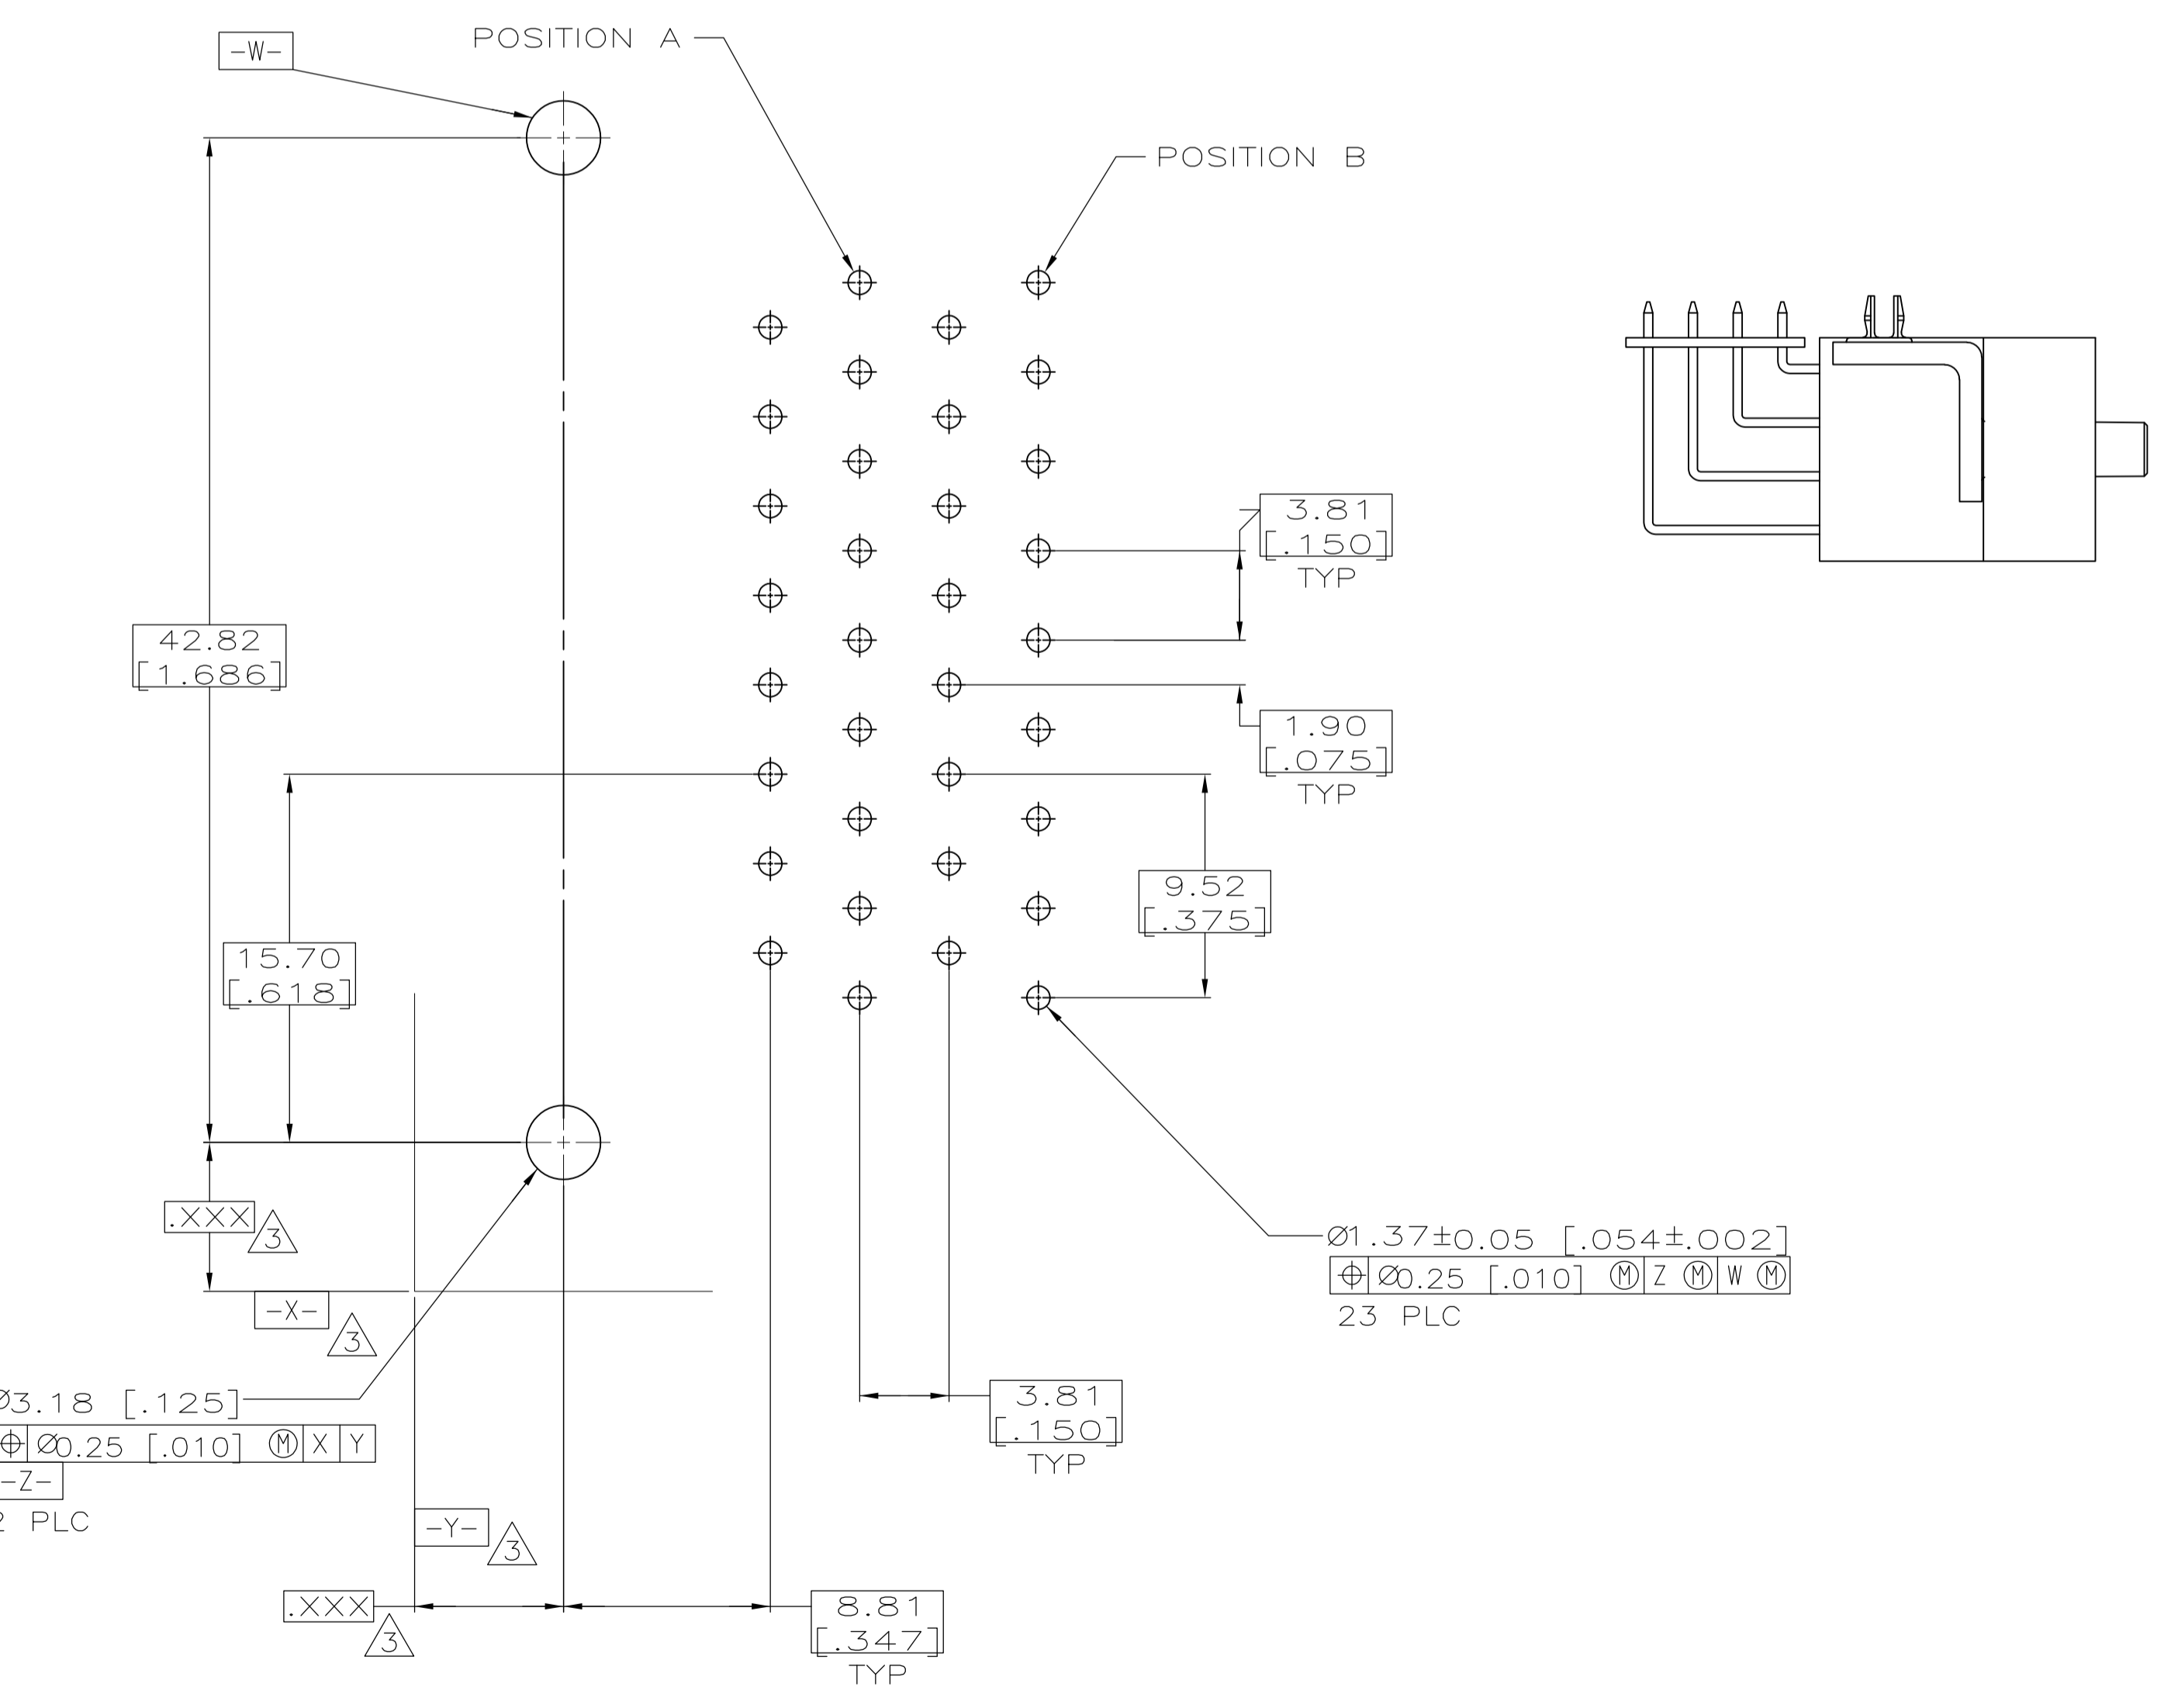 POSITION A
-W-
POSITION B
3.81
[.150]
TYP
42.82
[1.686]
1.90
[.075]
TYP
9.52
[.375]
15.70
[.618]
.XXX
3
Ø1.37±0.05 [.054±.002]
⌖ Ø0.25 [.010] Ⓜ Z Ⓜ W Ⓜ
23 PLC
-X-
3
Ø3.18 [.125]
⌖ Ø0.25 [.010] Ⓜ X Y
-Z-
2 PLC
3.81
[.150]
TYP
-Y-
3
.XXX
3
8.81
[.347]
TYP